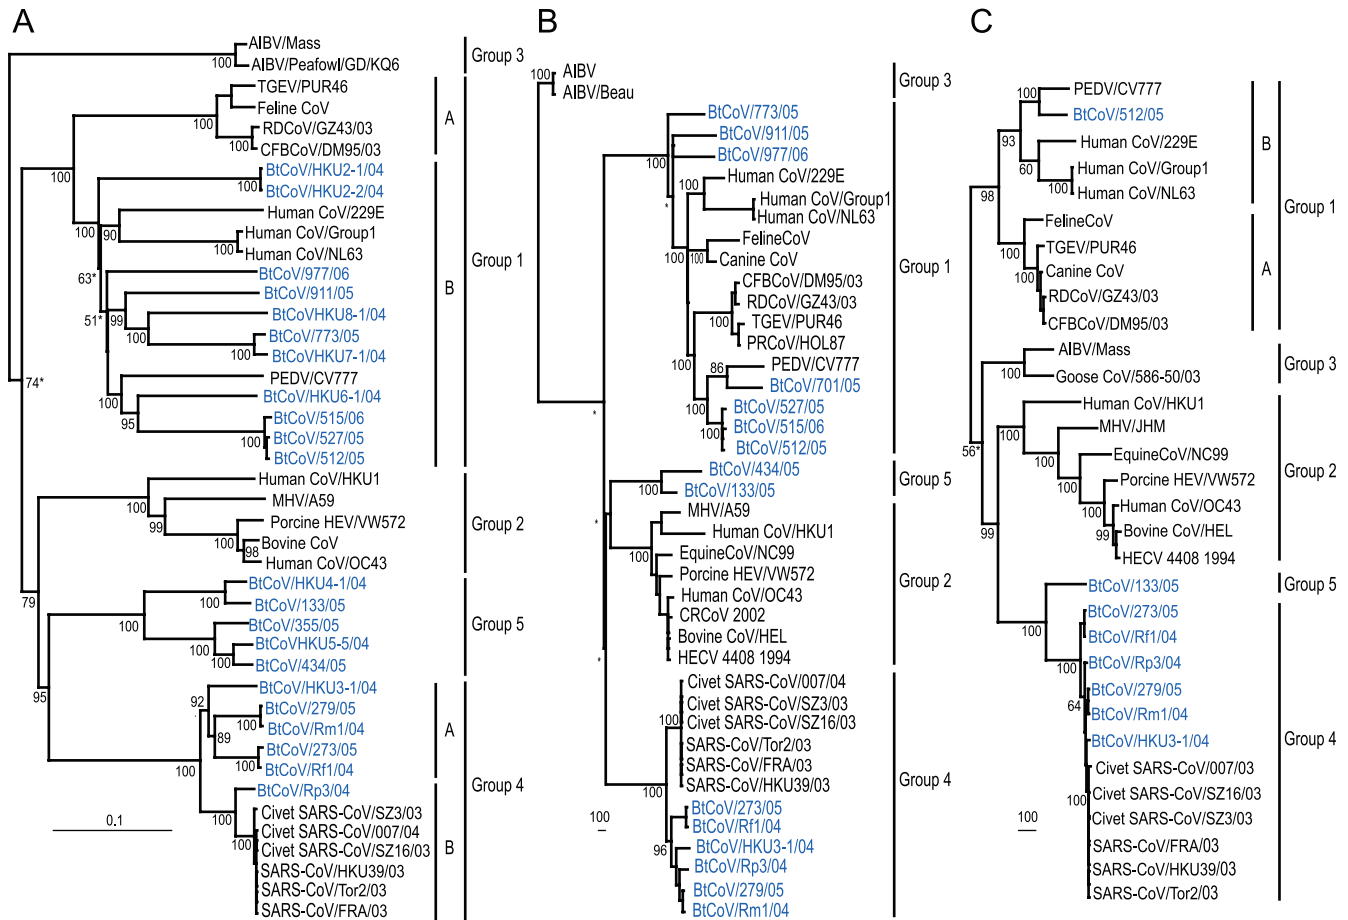 A
AIBV/Mass
AIBV/Peafowl/GD/KQ6
100
Group 3
TGEV/PUR46
Feline CoV
100
RDCoV/GZ43/03
100
CFBCoV/DM95/03
A
100
BtCoV/HKU2-1/04
100
BtCoV/HKU2-2/04
Human CoV/229E
90
Human CoV/Group1
100
Human CoV/NL63
63*
BtCoV/977/06
BtCoV/911/05
51*
99
BtCoVHKU8-1/04
100
BtCoV/773/05
100
BtCoVHKU7-1/04
B
Group 1
74*
PEDV/CV777
100
BtCoV/HKU6-1/04
95
BtCoV/515/06
BtCoV/527/05
100
BtCoV/512/05
Human CoV/HKU1
100
MHV/A59
99
Porcine HEV/VW572
100
Bovine CoV
98
Human CoV/OC43
Group 2
79
BtCoV/HKU4-1/04
100
BtCoV/133/05
100
BtCoV/355/05
BtCoVHKU5-5/04
100
100
BtCoV/434/05
Group 5
95
BtCoV/HKU3-1/04
92
BtCoV/279/05
100
BtCoV/Rm1/04
89
BtCoV/273/05
100
BtCoV/Rf1/04
100
A
Group 4
BtCoV/Rp3/04
Civet SARS-CoV/SZ3/03
Civet SARS-CoV/007/04
100
Civet SARS-CoV/SZ16/03
SARS-CoV/HKU39/03
SARS-CoV/Tor2/03
SARS-CoV/FRA/03
B
0.1
B
100
AIBV
AIBV/Beau
Group 3
BtCoV/773/05
BtCoV/911/05
100
BtCoV/977/06
100
Human CoV/229E
*
Human CoV/Group1
100
Human CoV/NL63
FelineCoV
100
100
Canine CoV
CFBCoV/DM95/03
RDCoV/GZ43/03
100
TGEV/PUR46
PRCoV/HOL87
100
86
PEDV/CV777
BtCoV/701/05
100
BtCoV/527/05
BtCoV/515/06
100
BtCoV/512/05
Group 1
*
BtCoV/434/05
100
BtCoV/133/05
Group 5
*
MHV/A59
Human CoV/HKU1
100
EquineCoV/NC99
Porcine HEV/VW572
Human CoV/OC43
CRCoV 2002
Bovine CoV/HEL
HECV 4408 1994
Group 2
*
Civet SARS-CoV/007/04
Civet SARS-CoV/SZ3/03
100
Civet SARS-CoV/SZ16/03
SARS-CoV/Tor2/03
SARS-CoV/FRA/03
SARS-CoV/HKU39/03
100
BtCoV/273/05
BtCoV/Rf1/04
96
BtCoV/HKU3-1/04
BtCoV/Rp3/04
BtCoV/279/05
BtCoV/Rm1/04
Group 4
100
C
PEDV/CV777
100
BtCoV/512/05
93
Human CoV/229E
60
Human CoV/Group1
100
Human CoV/NL63
B
98
FelineCoV
100
TGEV/PUR46
100
Canine CoV
RDCoV/GZ43/03
CFBCoV/DM95/03
A
Group 1
AIBV/Mass
100
Goose CoV/586-50/03
Group 3
56*
Human CoV/HKU1
100
MHV/JHM
100
EquineCoV/NC99
100
Porcine HEV/VW572
100
Human CoV/OC43
99
Bovine CoV/HEL
HECV 4408 1994
Group 2
99
BtCoV/133/05
Group 5
100
BtCoV/273/05
BtCoV/Rf1/04
100
BtCoV/Rp3/04
BtCoV/279/05
64
BtCoV/Rm1/04
BtCoV/HKU3-1/04
Civet SARS-CoV/007/03
100
Civet SARS-CoV/SZ16/03
Civet SARS-CoV/SZ3/03
SARS-CoV/FRA/03
SARS-CoV/HKU39/03
SARS-CoV/Tor2/03
Group 4
100